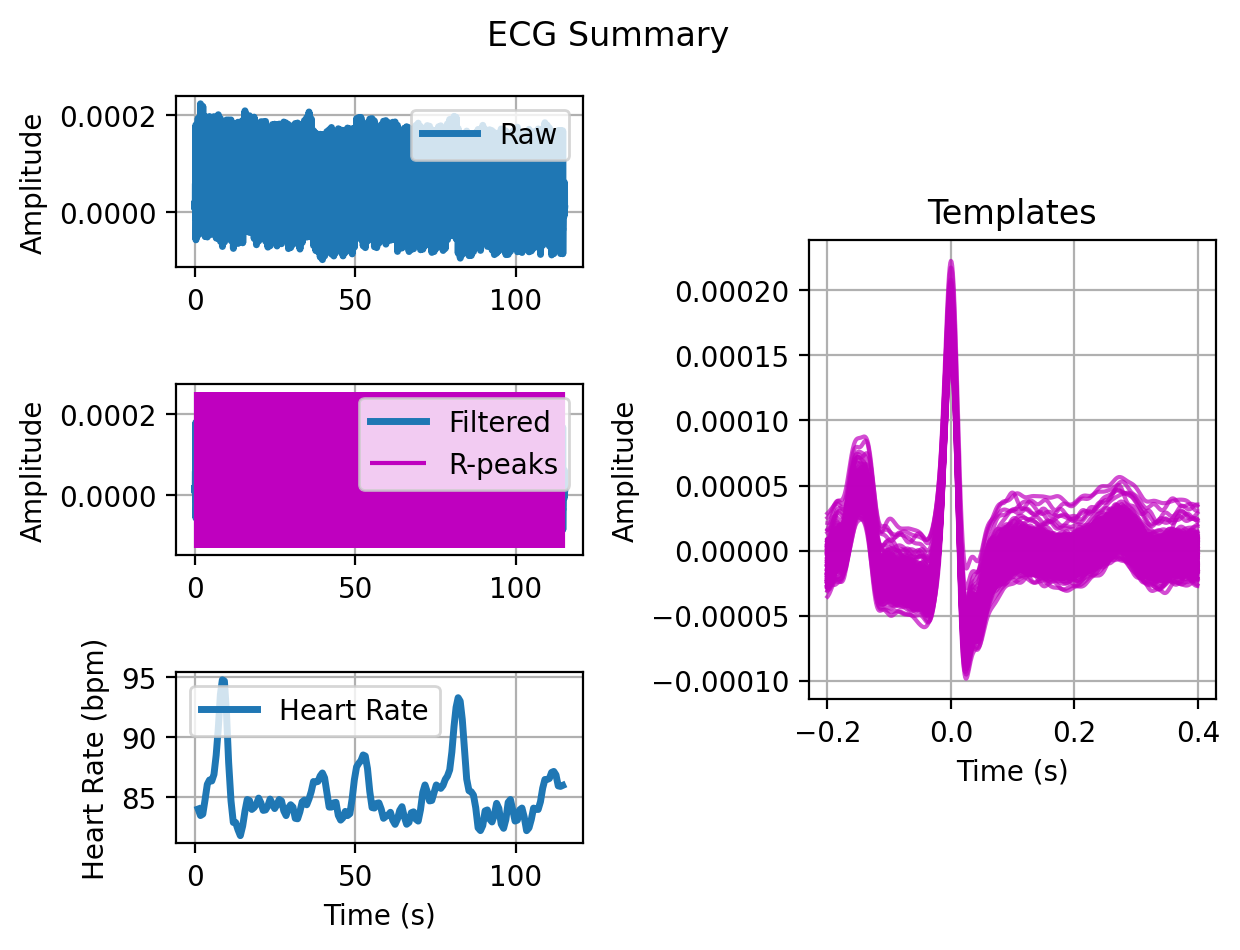 ECG Summary
Amplitude
0.0002
0.0000
Raw
0 50 100
Amplitude
0.0002
0.0000
Filtered
R-peaks
0 50 100
Heart Rate (bpm)
95
90
85
Heart Rate
0 50 100
Time (s)
Templates
Amplitude
0.00020
0.00015
0.00010
0.00005
0.00000
−0.00005
−0.00010
−0.2 0.0 0.2 0.4
Time (s)